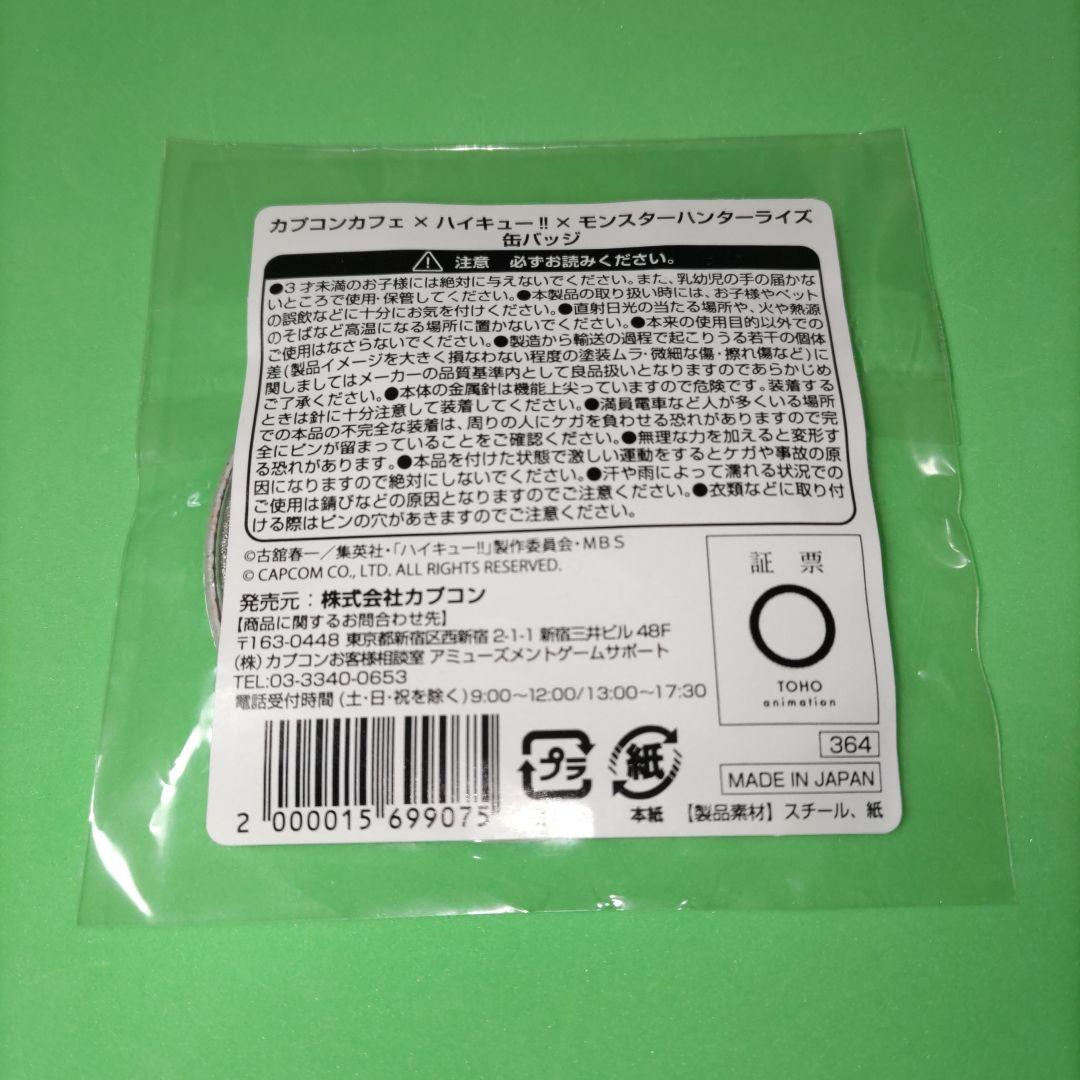 カプコンカフェ × ハイキュー!! × モンスターハンターライズ
缶バッジ
注意 必ずお読みください。
●3才未満のお子様には絶対に与えないでください。また、乳幼児の手の届かな
いところで使用・保管してください。●本製品の取り扱い時には、お子様やペット
の誤飲などに十分にお気を付けください。●直射日光の当たる場所や、火や熱源
のそばなど高温になる場所に置かないでください。●本来の使用目的以外での
ご使用はなさらないでください。●製造から輸送の過程で起こりうる若干の個体
差(製品イメージを大きく損なわない程度の塗装ムラ・微細な傷・擦れ傷など)に
関しましてはメーカーの品質基準内として良品扱いとなりますのであらかじめ
ご了承ください。●本体の金属針は機能上尖っていますので危険です。装着する
ときは針に十分注意して装着してください。●満員電車など人が多くいる場所
での本品の不完全な装着は、周りの人にケガを負わせる恐れがありますので完
全にピンが留まっていることをご確認ください。●無理な力を加えると変形す
る恐れがあります。●本品を付けた状態で激しい運動をするとケガや事故の原
因になりますので絶対にしないでください。●汗や雨によって濡れる状況での
ご使用は錆びなどの原因となりますのでご注意ください。●衣類などに取り付
ける際はピンの穴があきますのでご注意ください。
©古舘春一／集英社・「ハイキュー!!」製作委員会・MBS
© CAPCOM CO., LTD. ALL RIGHTS RESERVED.
発売元：株式会社カプコン
【商品に関するお問合わせ先】
〒163-0448 東京都新宿区西新宿 2-1-1 新宿三井ビル 48F
(株) カプコンお客様相談室 アミューズメントゲームサポート
TEL:03-3340-0653
電話受付時間 (土・日・祝を除く) 9:00～12:00/13:00～17:30
証票
TOHO
animation
364
MADE IN JAPAN
プラ
紙
本紙 【製品素材】スチール、紙
2 000015 699075